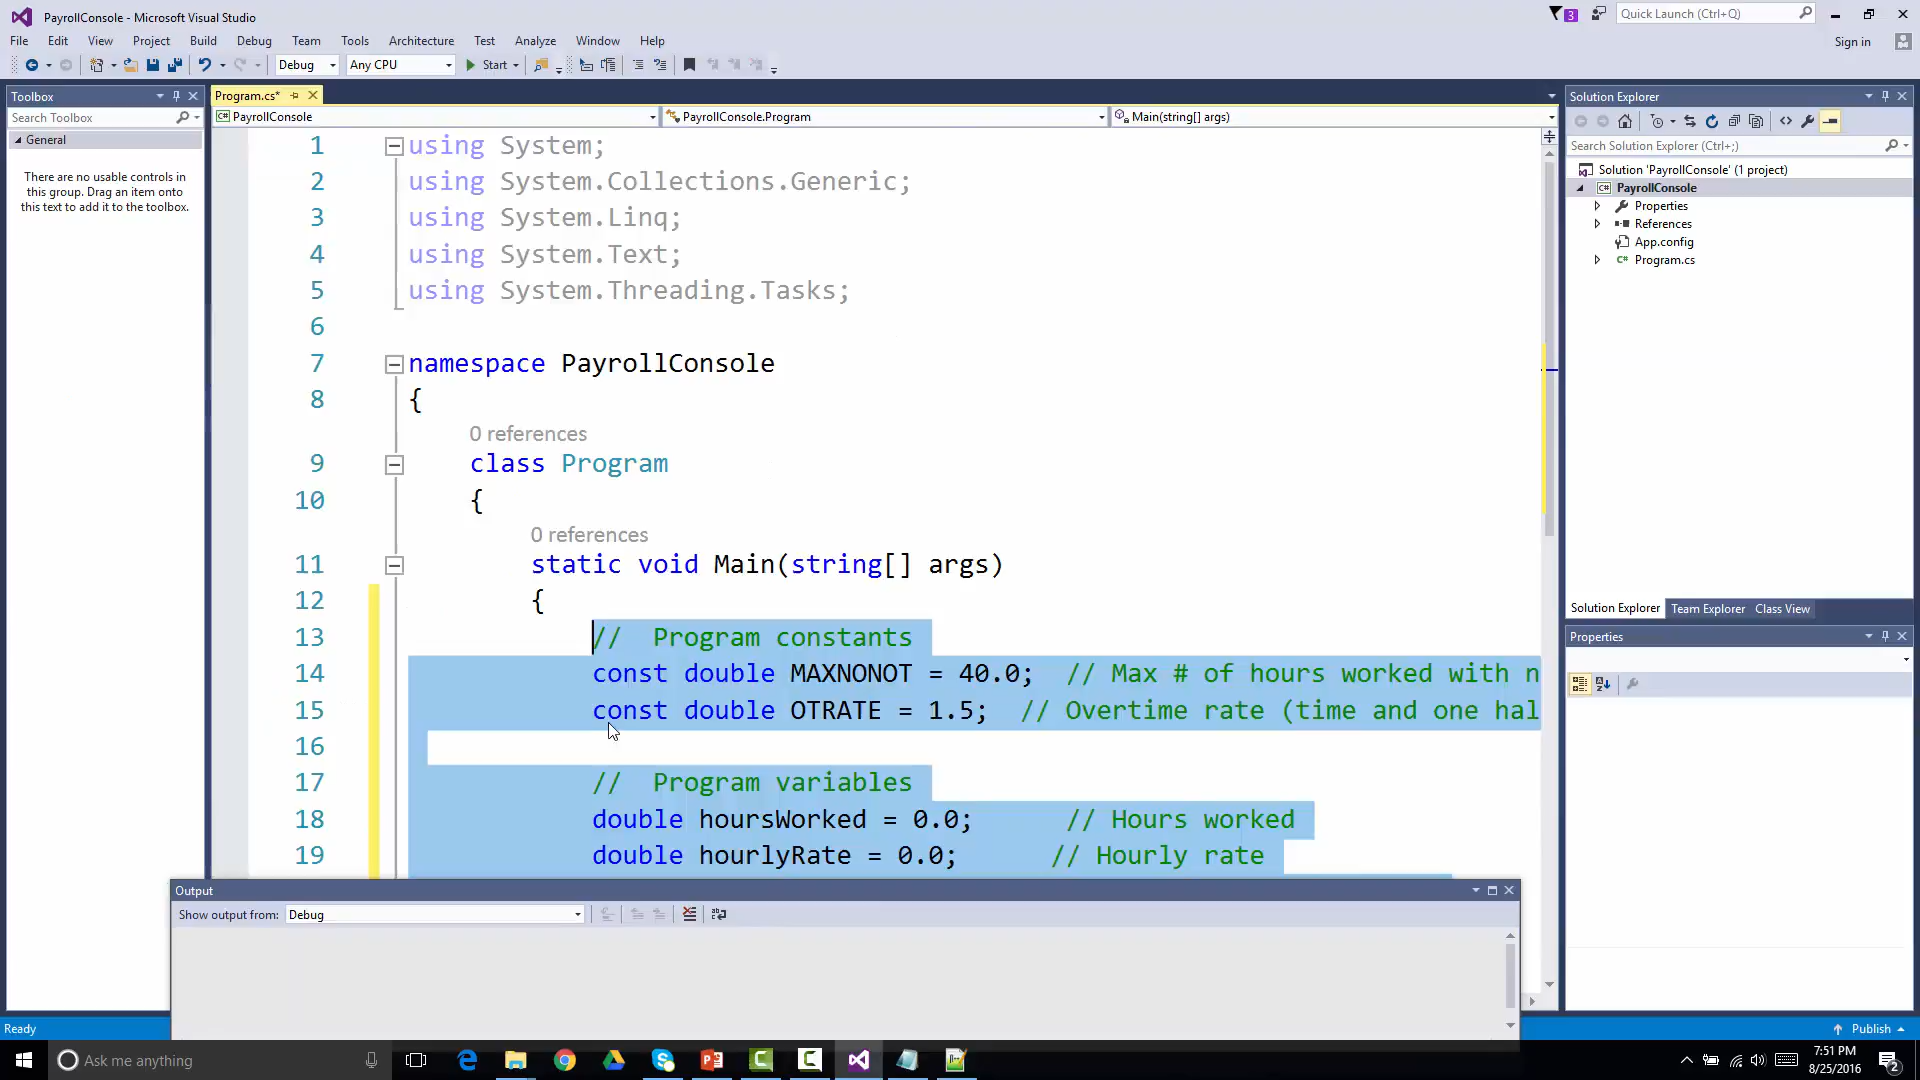 PayrollConsole - Microsoft Visual Studio
3
Quick Launch (Ctrl+Q)
File Edit View Project Build Debug Team Tools Architecture Test Analyze Window Help
Sign in
Debug Any CPU Start
Toolbox
Search Toolbox
General
There are no usable controls in
this group. Drag an item onto
this text to add it to the toolbox.
Program.cs*
PayrollConsole PayrollConsole.Program Main(string[] args)
1 using System;
2 using System.Collections.Generic;
3 using System.Linq;
4 using System.Text;
5 using System.Threading.Tasks;
6
7 namespace PayrollConsole
8 {
0 references
9 class Program
10 {
0 references
11 static void Main(string[] args)
12 {
13 // Program constants
14 const double MAXNONOT = 40.0; // Max # of hours worked with n
15 const double OTRATE = 1.5; // Overtime rate (time and one hal
16
17 // Program variables
18 double hoursWorked = 0.0; // Hours worked
19 double hourlyRate = 0.0; // Hourly rate
Output
Show output from: Debug
Solution Explorer
Search Solution Explorer (Ctrl+;)
Solution 'PayrollConsole' (1 project)
PayrollConsole
Properties
References
App.config
Program.cs
Solution Explorer Team Explorer Class View
Properties
Ready
Publish
Ask me anything
7:51 PM
8/25/2016
2